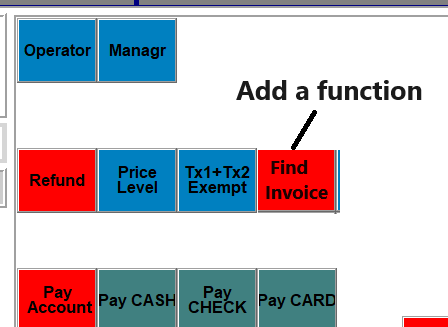 Operator Managr
Add a function
Refund Price Level Tx1+Tx2 Exempt Find Invoice
Pay Account Pay CASH Pay CHECK Pay CARD